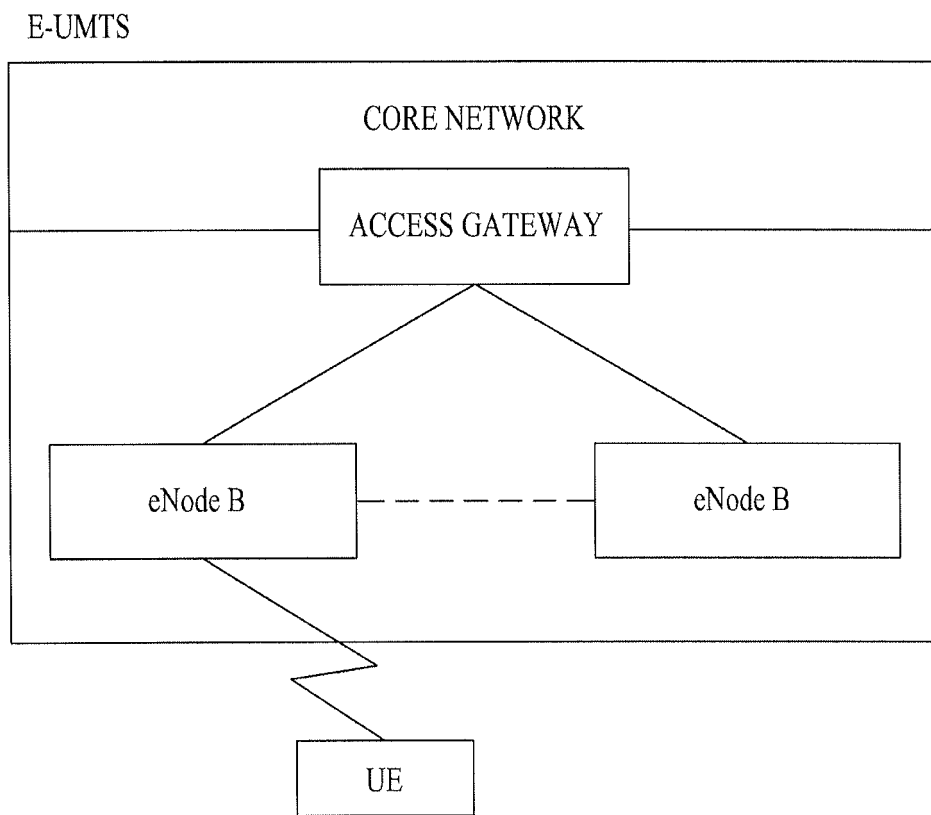 E-UMTS
CORE NETWORK
ACCESS GATEWAY
eNode B
eNode B
UE